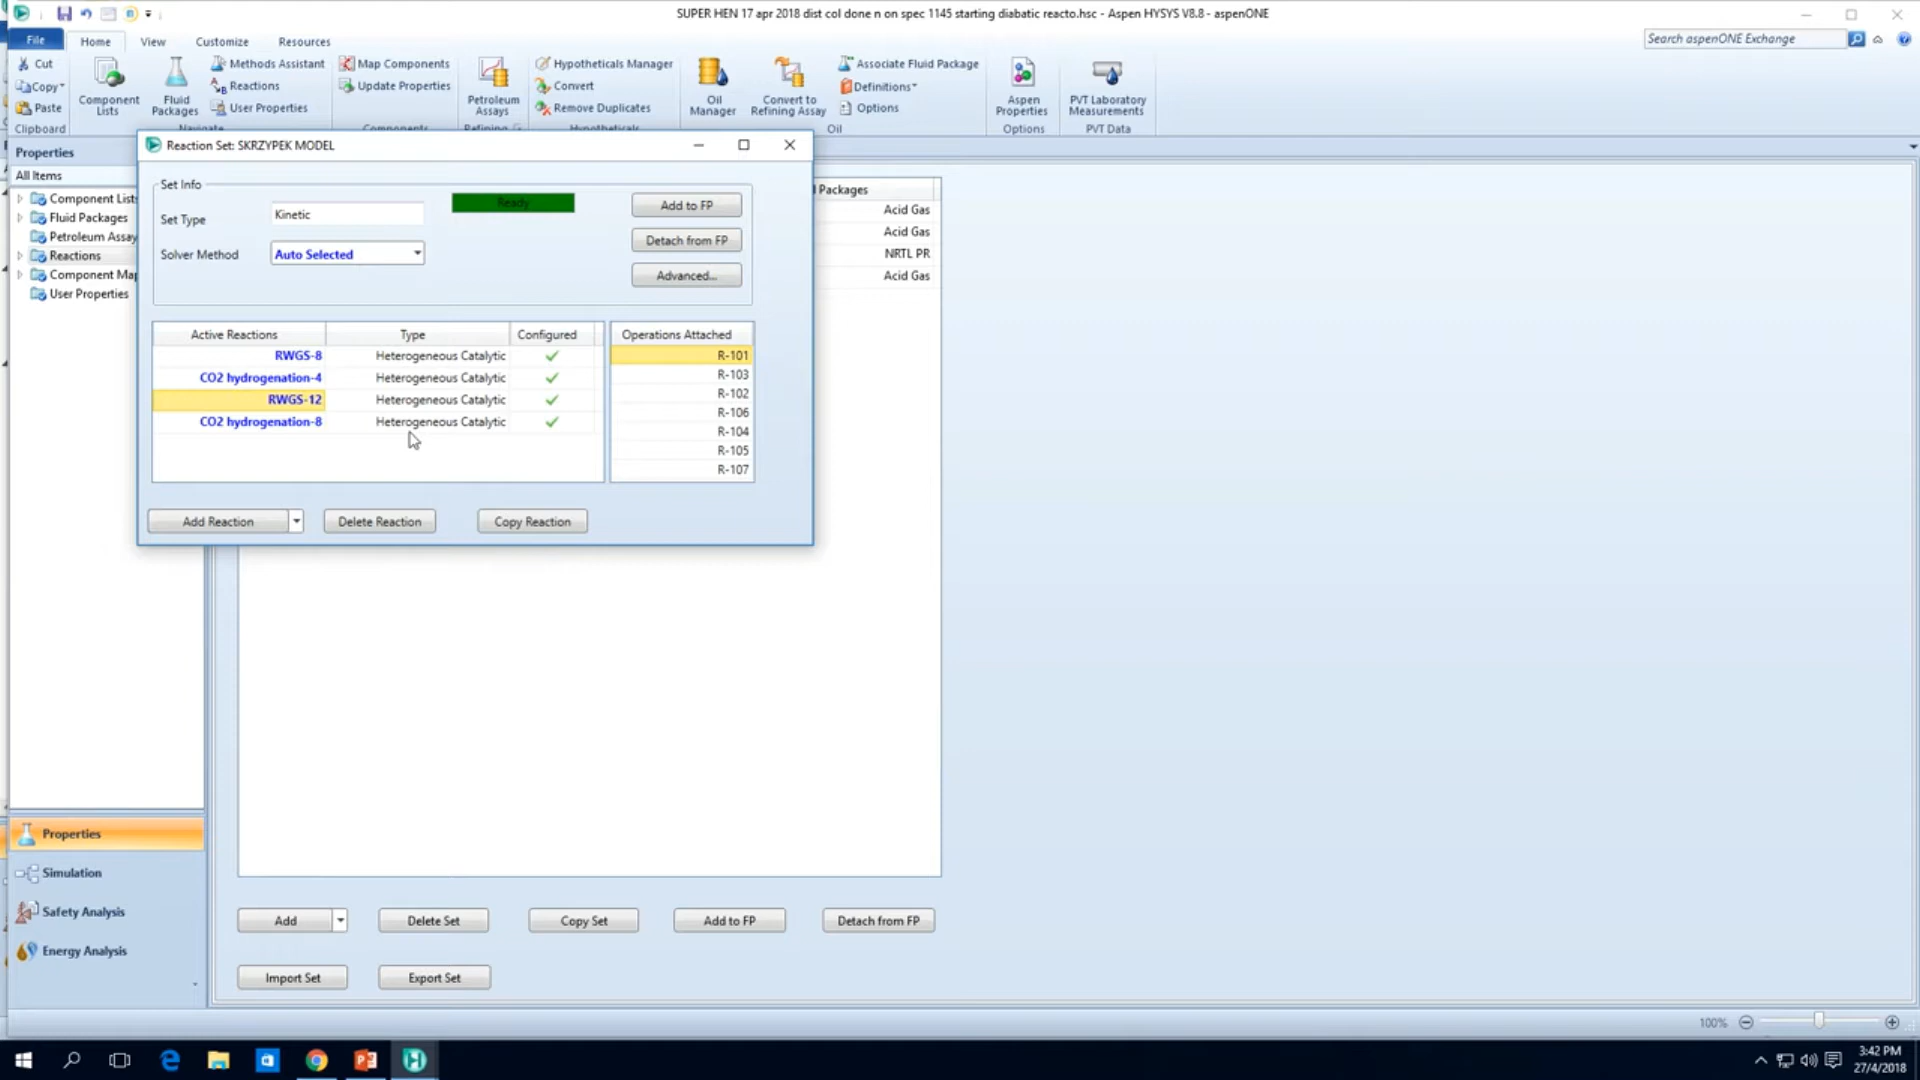 SUPER HEN 17 apr 2018 dist col done n on spec 1145 starting diabatic reacto.hsc - Aspen HYSYS V8.8 - aspenONE
File Home View Customize Resources
Search aspenONE Exchange
Cut
Copy
Paste
Clipboard
Component Lists
Fluid Packages
Methods Assistant
Reactions
User Properties
Navigate
Map Components
Update Properties
Components
Petroleum Assays
Refining
Hypotheticals Manager
Convert
Remove Duplicates
Hypotheticals
Oil Manager
Convert to Refining Assay
Associate Fluid Package
Definitions
Options
Oil
Aspen Properties
Options
PVT Laboratory Measurements
PVT Data
Properties
All Items
Component Lists
Fluid Packages
Petroleum Assay
Reactions
Component Map
User Properties
Reaction Set: SKRZYPEK MODEL
Set Info
Set Type Kinetic
Ready
Solver Method Auto Selected
Add to FP
Detach from FP
Advanced...
Active Reactions Type Configured
RWGS-8 Heterogeneous Catalytic
CO2 hydrogenation-4 Heterogeneous Catalytic
RWGS-12 Heterogeneous Catalytic
CO2 hydrogenation-8 Heterogeneous Catalytic
Operations Attached
R-101
R-103
R-102
R-106
R-104
R-105
R-107
Add Reaction Delete Reaction Copy Reaction
Packages
Acid Gas
Acid Gas
NRTL PR
Acid Gas
Properties
Simulation
Safety Analysis
Energy Analysis
Add Delete Set Copy Set Add to FP Detach from FP
Import Set Export Set
100%
3:42 PM
27/4/2018